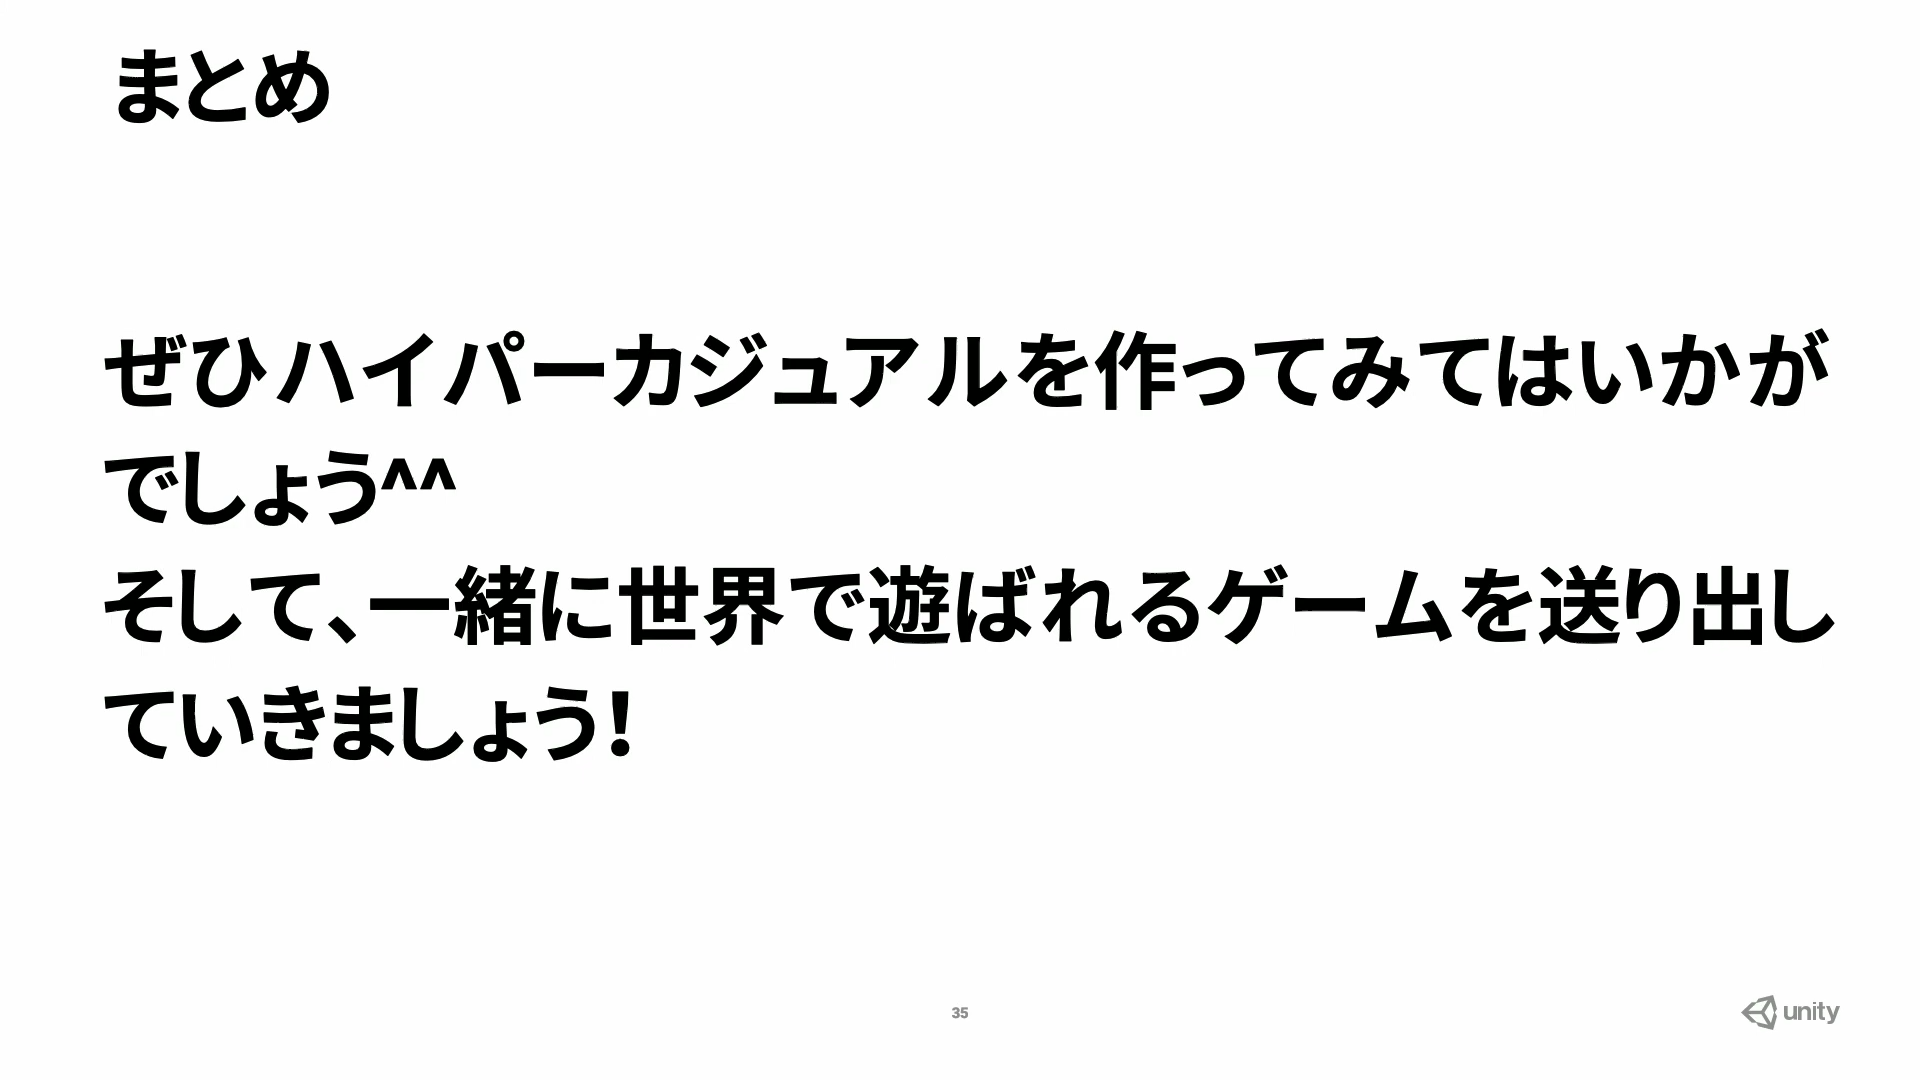 まとめ
ぜひハイパーカジュアルを作ってみてはいかが
でしょう^^
そして、一緒に世界で遊ばれるゲームを送り出し
ていきましょう！
35
unity